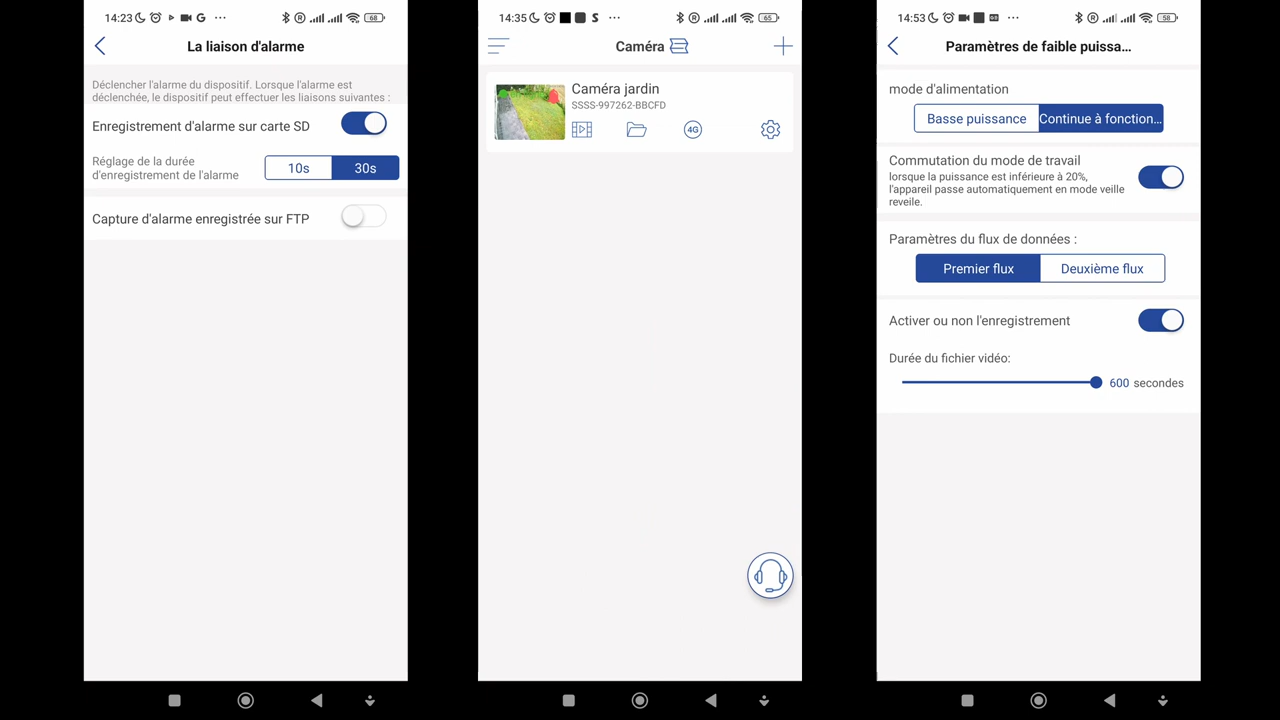 14:23
G
68
La liaison d'alarme
Déclencher l'alarme du dispositif. Lorsque l'alarme est
déclenchée, le dispositif peut effectuer les liaisons suivantes :
Enregistrement d'alarme sur carte SD
Réglage de la durée
d'enregistrement de l'alarme
10s
30s
Capture d'alarme enregistrée sur FTP
14:35
S
65
Caméra
Caméra jardin
SSSS-997262-BBCFD
4G
14:53
58
Paramètres de faible puissa...
mode d'alimentation
Basse puissance
Continue à fonction...
Commutation du mode de travail
lorsque la puissance est inférieure à 20%,
l'appareil passe automatiquement en mode veille
reveile.
Paramètres du flux de données :
Premier flux
Deuxième flux
Activer ou non l'enregistrement
Durée du fichier vidéo:
600 secondes